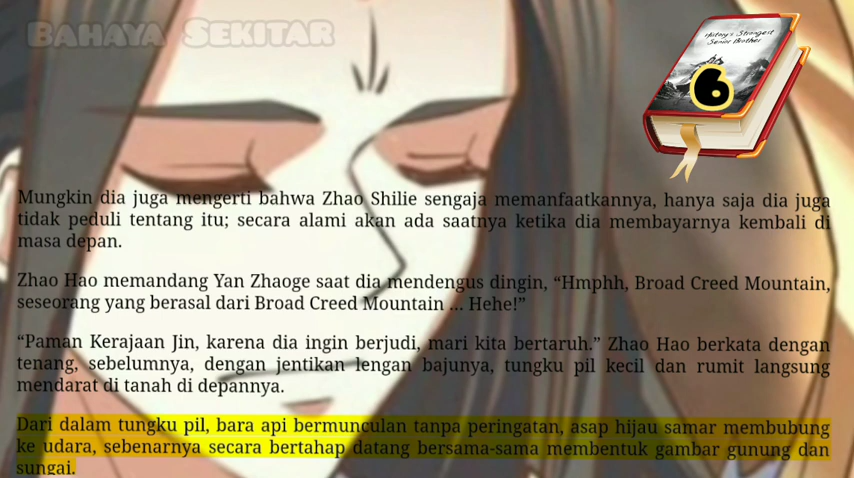 BAHAYA SEKITAR
History's Strongest
Senior Brother
6
Mungkin dia juga mengerti bahwa Zhao Shilie sengaja memanfaatkannya, hanya saja dia juga
tidak peduli tentang itu; secara alami akan ada saatnya ketika dia membayarnya kembali di
masa depan.
Zhao Hao memandang Yan Zhaoge saat dia mendengus dingin, “Hmphh, Broad Creed Mountain,
seseorang yang berasal dari Broad Creed Mountain ... Hehe!”
“Paman Kerajaan Jin, karena dia ingin berjudi, mari kita bertaruh.” Zhao Hao berkata dengan
tenang, sebelumnya, dengan jentikan lengan bajunya, tungku pil kecil dan rumit langsung
mendarat di tanah di depannya.
Dari dalam tungku pil, bara api bermunculan tanpa peringatan, asap hijau samar membubung
ke udara, sebenarnya secara bertahap datang bersama-sama membentuk gambar gunung dan
sungai.